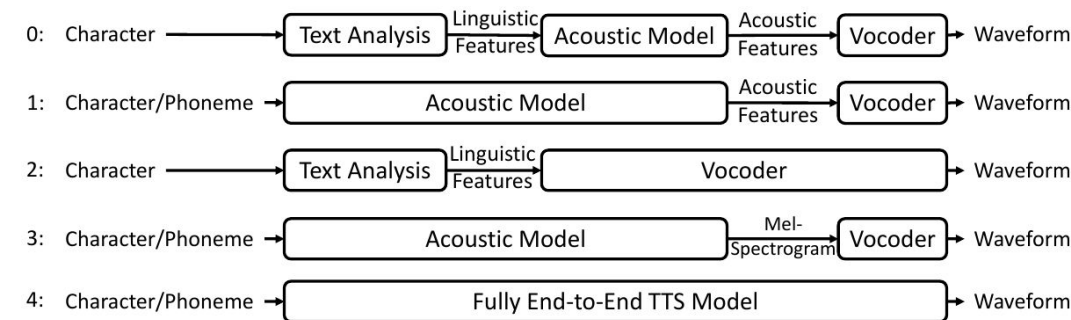 0: Character Text Analysis Linguistic Features Acoustic Model Acoustic Features Vocoder Waveform
1: Character/Phoneme Acoustic Model Acoustic Features Vocoder Waveform
2: Character Text Analysis Linguistic Features Vocoder Waveform
3: Character/Phoneme Acoustic Model Mel-Spectrogram Vocoder Waveform
4: Character/Phoneme Fully End-to-End TTS Model Waveform